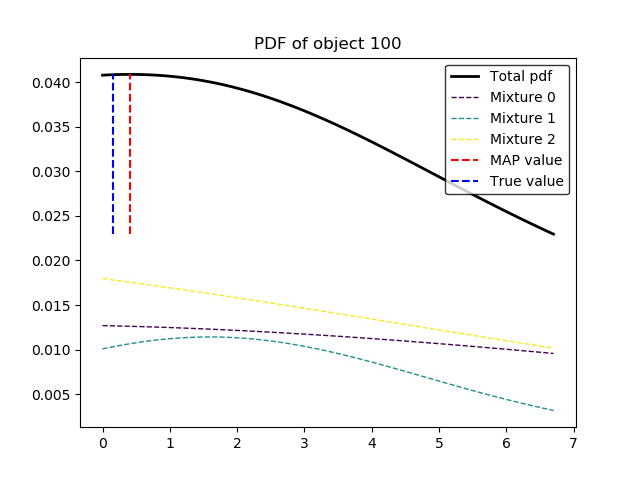 PDF of object 100
0.040
0.035
0.030
0.025
0.020
0.015
0.010
0.005
Total pdf
Mixture 0
Mixture 1
Mixture 2
MAP value
True value
0 1 2 3 4 5 6 7